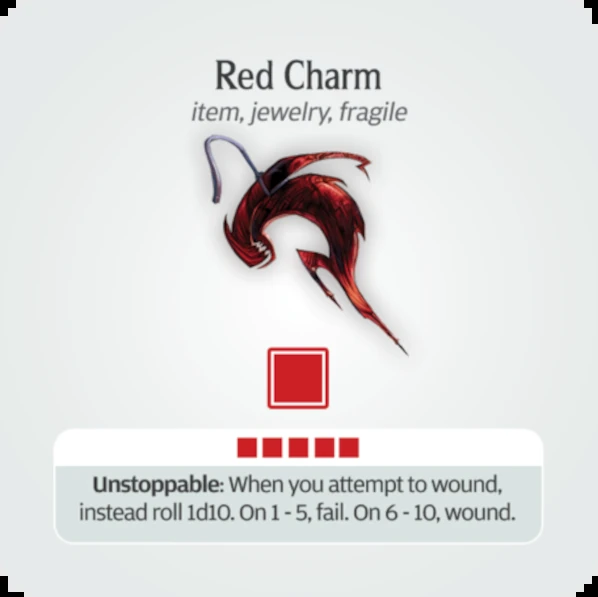 Red Charm
item, jewelry, fragile
Unstoppable: When you attempt to wound,
instead roll 1d10. On 1 - 5, fail. On 6 - 10, wound.